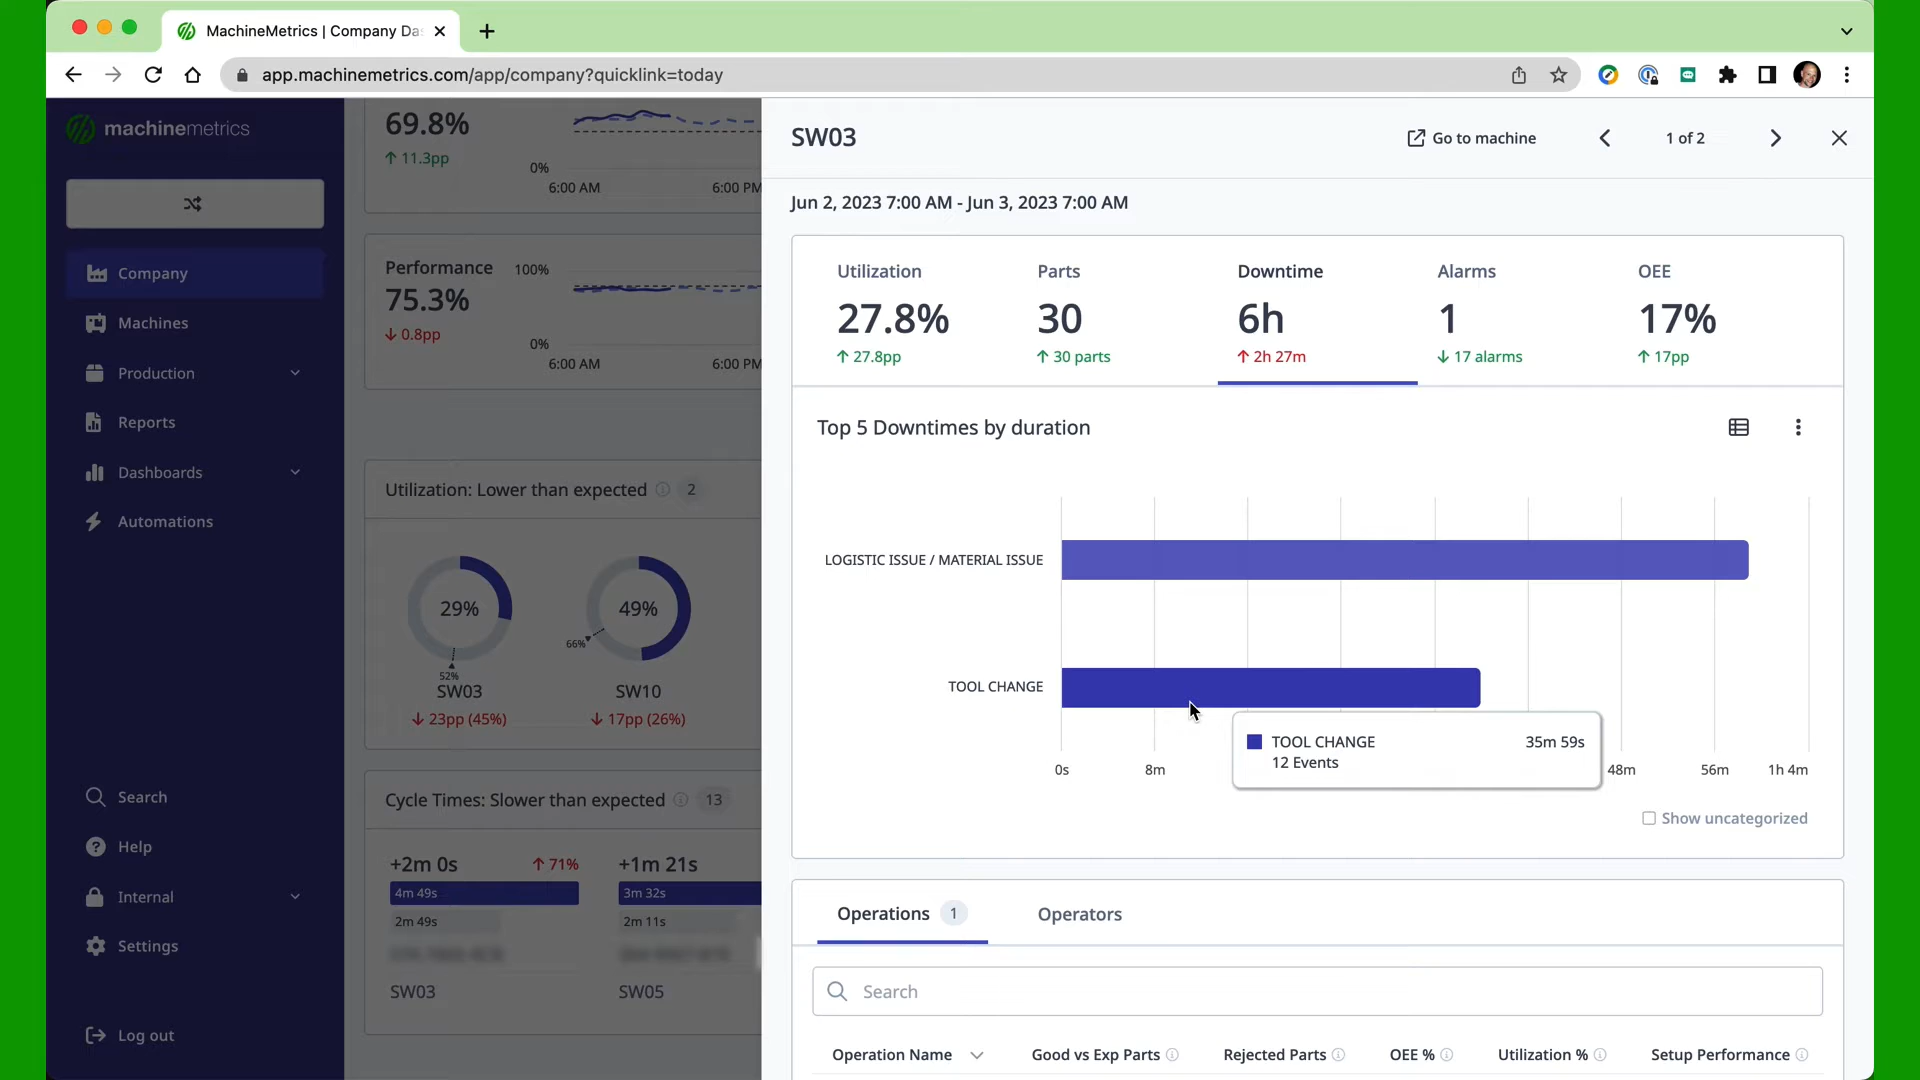 MachineMetrics | Company Da
app.machinemetrics.com/app/company?quicklink=today
machinemetrics
Company
Machines
Production
Reports
Dashboards
Automations
Search
Help
Internal
Settings
Log out
69.8%
11.3pp
0%
6:00 AM
6:00 PM
Performance
100%
75.3%
0.8pp
0%
6:00 AM
6:00 PM
Utilization: Lower than expected 2
29%
49%
66%
52%
SW03
SW10
23pp (45%)
17pp (26%)
Cycle Times: Slower than expected 13
+2m 0s
71%
+1m 21s
4m 49s
3m 32s
2m 49s
2m 11s
SW03
SW05
SW03
Go to machine
1 of 2
Jun 2, 2023 7:00 AM - Jun 3, 2023 7:00 AM
Utilization
Parts
Downtime
Alarms
OEE
27.8%
30
6h
1
17%
27.8pp
30 parts
2h 27m
17 alarms
17pp
Top 5 Downtimes by duration
LOGISTIC ISSUE / MATERIAL ISSUE
TOOL CHANGE
TOOL CHANGE 35m 59s
12 Events
0s
8m
48m
56m
1h 4m
Show uncategorized
Operations 1
Operators
Search
Operation Name
Good vs Exp Parts
Rejected Parts
OEE %
Utilization %
Setup Performance